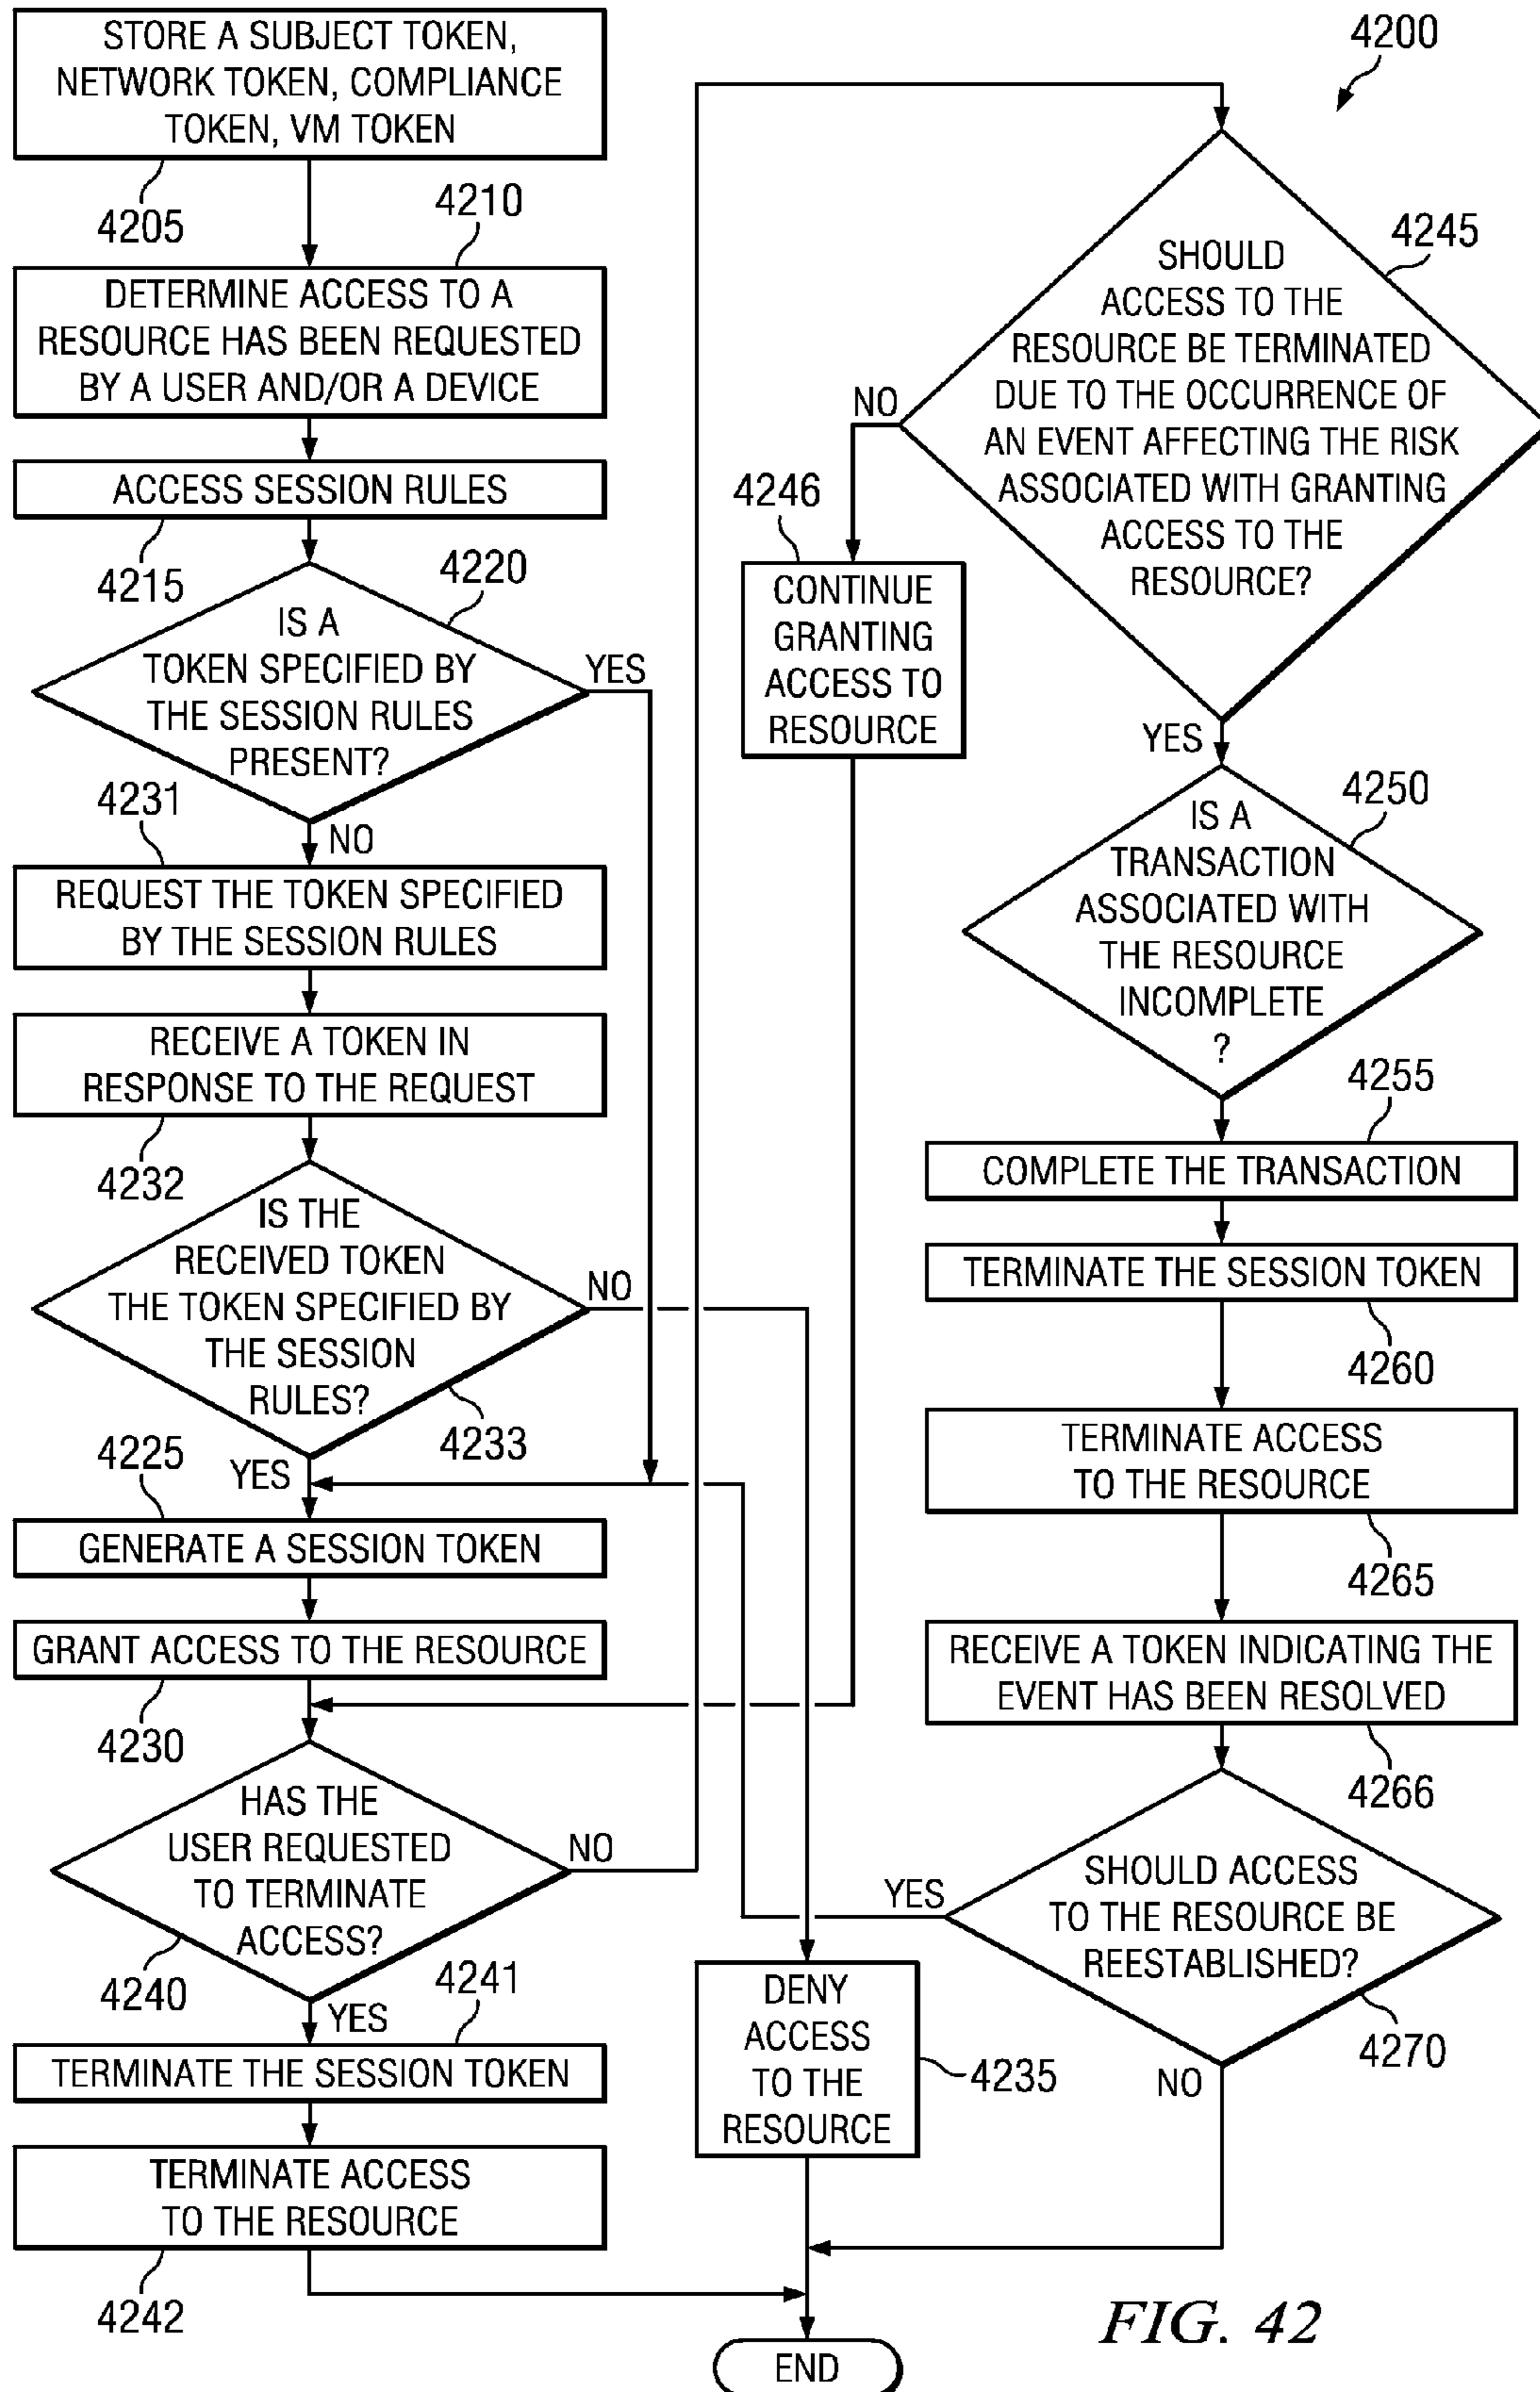 STORE A SUBJECT TOKEN,
NETWORK TOKEN, COMPLIANCE
TOKEN, VM TOKEN
4205
4210
DETERMINE ACCESS TO A
RESOURCE HAS BEEN REQUESTED
BY A USER AND/OR A DEVICE
ACCESS SESSION RULES
4215
4220
IS A
TOKEN SPECIFIED BY
THE SESSION RULES
PRESENT?
YES
4231
NO
REQUEST THE TOKEN SPECIFIED
BY THE SESSION RULES
RECEIVE A TOKEN IN
RESPONSE TO THE REQUEST
4232
IS THE
RECEIVED TOKEN
THE TOKEN SPECIFIED BY
THE SESSION
RULES?
NO
4233
4225
YES
GENERATE A SESSION TOKEN
GRANT ACCESS TO THE RESOURCE
4230
HAS THE
USER REQUESTED
TO TERMINATE
ACCESS?
NO
4240
4241
YES
TERMINATE THE SESSION TOKEN
TERMINATE ACCESS
TO THE RESOURCE
4242
4200
4245
SHOULD
ACCESS TO THE
RESOURCE BE TERMINATED
DUE TO THE OCCURRENCE OF
AN EVENT AFFECTING THE RISK
ASSOCIATED WITH GRANTING
ACCESS TO THE
RESOURCE?
NO
4246
CONTINUE
GRANTING
ACCESS TO
RESOURCE
YES
4250
IS A
TRANSACTION
ASSOCIATED WITH
THE RESOURCE
INCOMPLETE
?
4255
COMPLETE THE TRANSACTION
TERMINATE THE SESSION TOKEN
4260
TERMINATE ACCESS
TO THE RESOURCE
4265
RECEIVE A TOKEN INDICATING THE
EVENT HAS BEEN RESOLVED
4266
SHOULD ACCESS
TO THE RESOURCE BE
REESTABLISHED?
YES
4270
NO
DENY
ACCESS
TO THE
RESOURCE
4235
END
FIG. 42